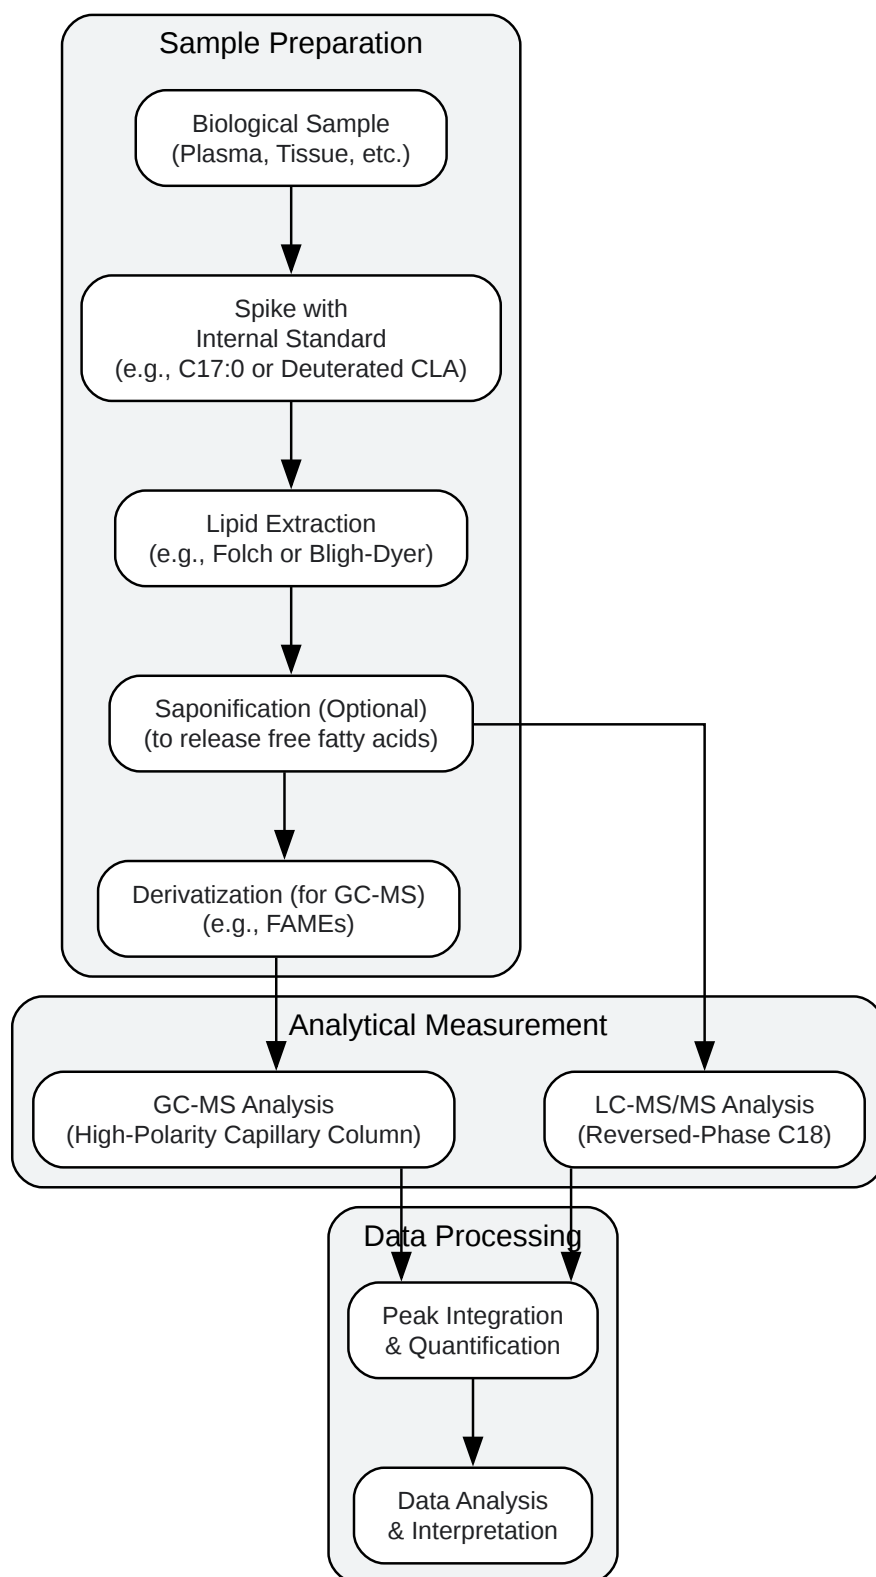 Sample Preparation
Biological Sample
(Plasma, Tissue, etc.)
Spike with
Internal Standard
(e.g., C17:0 or Deuterated CLA)
Lipid Extraction
(e.g., Folch or Bligh-Dyer)
Saponification (Optional)
(to release free fatty acids)
Derivatization (for GC-MS)
(e.g., FAMEs)
Analytical Measurement
GC-MS Analysis
(High-Polarity Capillary Column)
LC-MS/MS Analysis
(Reversed-Phase C18)
Data Processing
Peak Integration
& Quantification
Data Analysis
& Interpretation